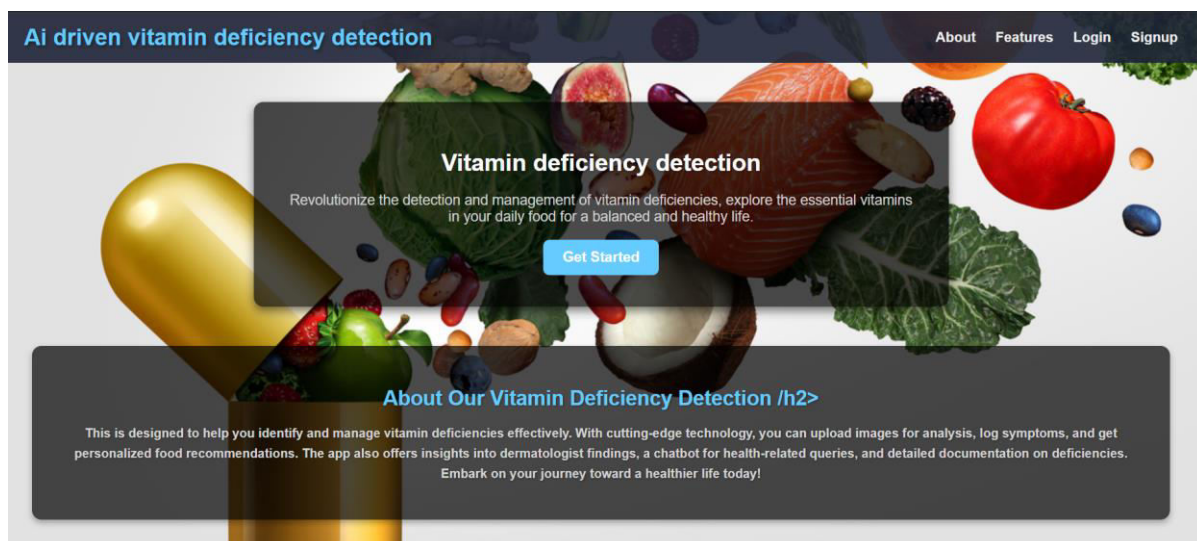 Ai driven vitamin deficiency detection
About Features Login Signup
Vitamin deficiency detection
Revolutionize the detection and management of vitamin deficiencies, explore the essential vitamins
in your daily food for a balanced and healthy life.
Get Started
About Our Vitamin Deficiency Detection /h2>
This is designed to help you identify and manage vitamin deficiencies effectively. With cutting-edge technology, you can upload images for analysis, log symptoms, and get
personalized food recommendations. The app also offers insights into dermatologist findings, a chatbot for health-related queries, and detailed documentation on deficiencies.
Embark on your journey toward a healthier life today!